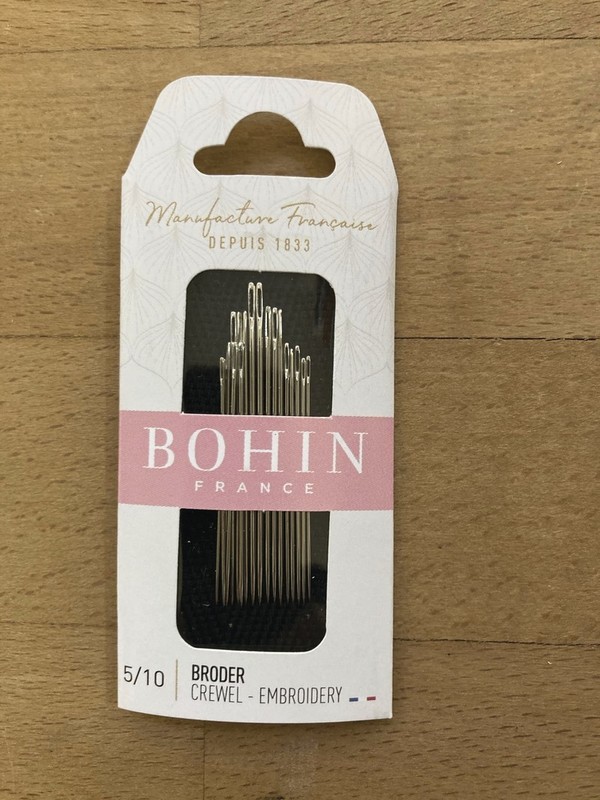 Manufacture Française
DEPUIS 1833
BOHIN
FRANCE
5/10
BRODER
CREWEL - EMBROIDERY